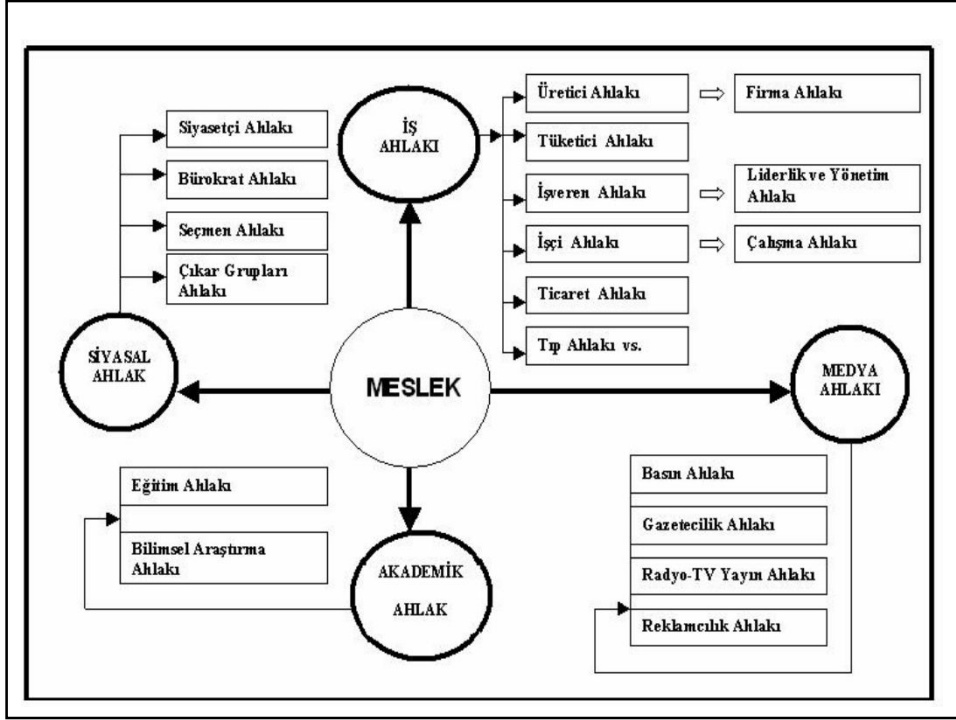 İŞ
AHLAKI
Üretici Ahlakı
Firma Ahlakı
Tüketici Ahlakı
İşveren Ahlakı
Liderlik ve Yönetim
Ahlakı
İşçi Ahlakı
Çalışma Ahlakı
Ticaret Ahlakı
Tıp Ahlakı vs.
Siyasetçi Ahlakı
Bürokrat Ahlakı
Seçmen Ahlakı
Çıkar Grupları
Ahlakı
SİYASAL
AHLAK
MESLEK
MEDYA
AHLAKI
Eğitim Ahlakı
Bilimsel Araştırma
Ahlakı
AKADEMİK
AHLAK
Basın Ahlakı
Gazetecilik Ahlakı
Radyo-TV Yayın Ahlakı
Reklamcılık Ahlakı